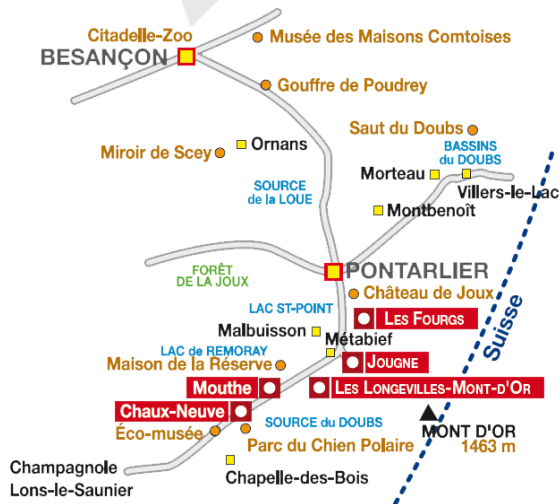 Citadelle-Zoo
Musée des Maisons Comtoises
BESANÇON
Gouffre de Poudrey
Saut du Doubs
Ornans
Miroir de Scey
BASSINS
du DOUBS
Morteau
Villers-le-Lac
SOURCE
de la LOUE
Montbenoît
FORÊT
DE LA JOUX
PONTARLIER
Château de Joux
LAC ST-POINT
LES FOURGS
Suisse
Malbuisson
Métabief
LAC de REMORAY
Maison de la Réserve
JOUGNE
Mouthe
LES LONGEVILLES-MONT-D'OR
Chaux-Neuve
SOURCE du DOUBS
Éco-musée
MONT D'OR
1463 m
Parc du Chien Polaire
Chapelle-des-Bois
Champagnole
Lons-le-Saunier